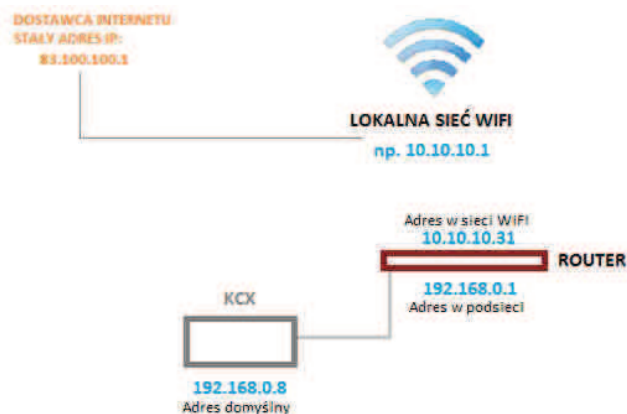 DOSTAWCA INTERNETU
STAŁY ADRES IP:
83.100.100.1
LOKALNA SIEĆ WIFI
np. 10.10.10.1
Adres w sieci WiFI
10.10.10.31
ROUTER
192.168.0.1
Adres w podsieci
KCX
192.168.0.8
Adres domyślny